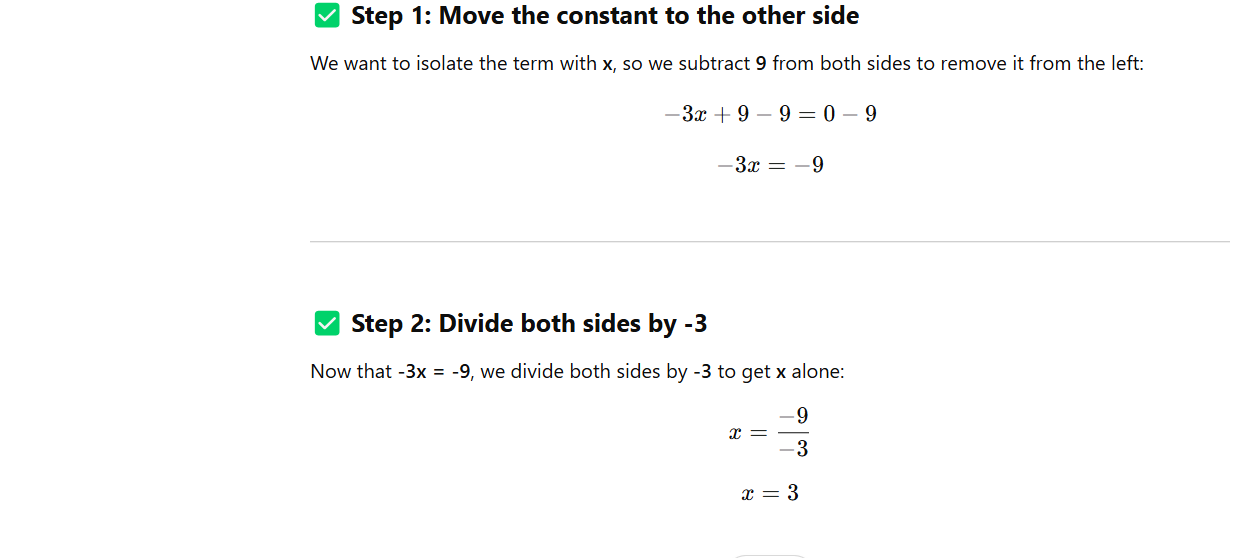 ✅ Step 1: Move the constant to the other side
We want to isolate the term with x, so we subtract 9 from both sides to remove it from the left:
−3x + 9 − 9 = 0 − 9
−3x = −9
✅ Step 2: Divide both sides by -3
Now that -3x = -9, we divide both sides by -3 to get x alone:
x = −9/−3
x = 3